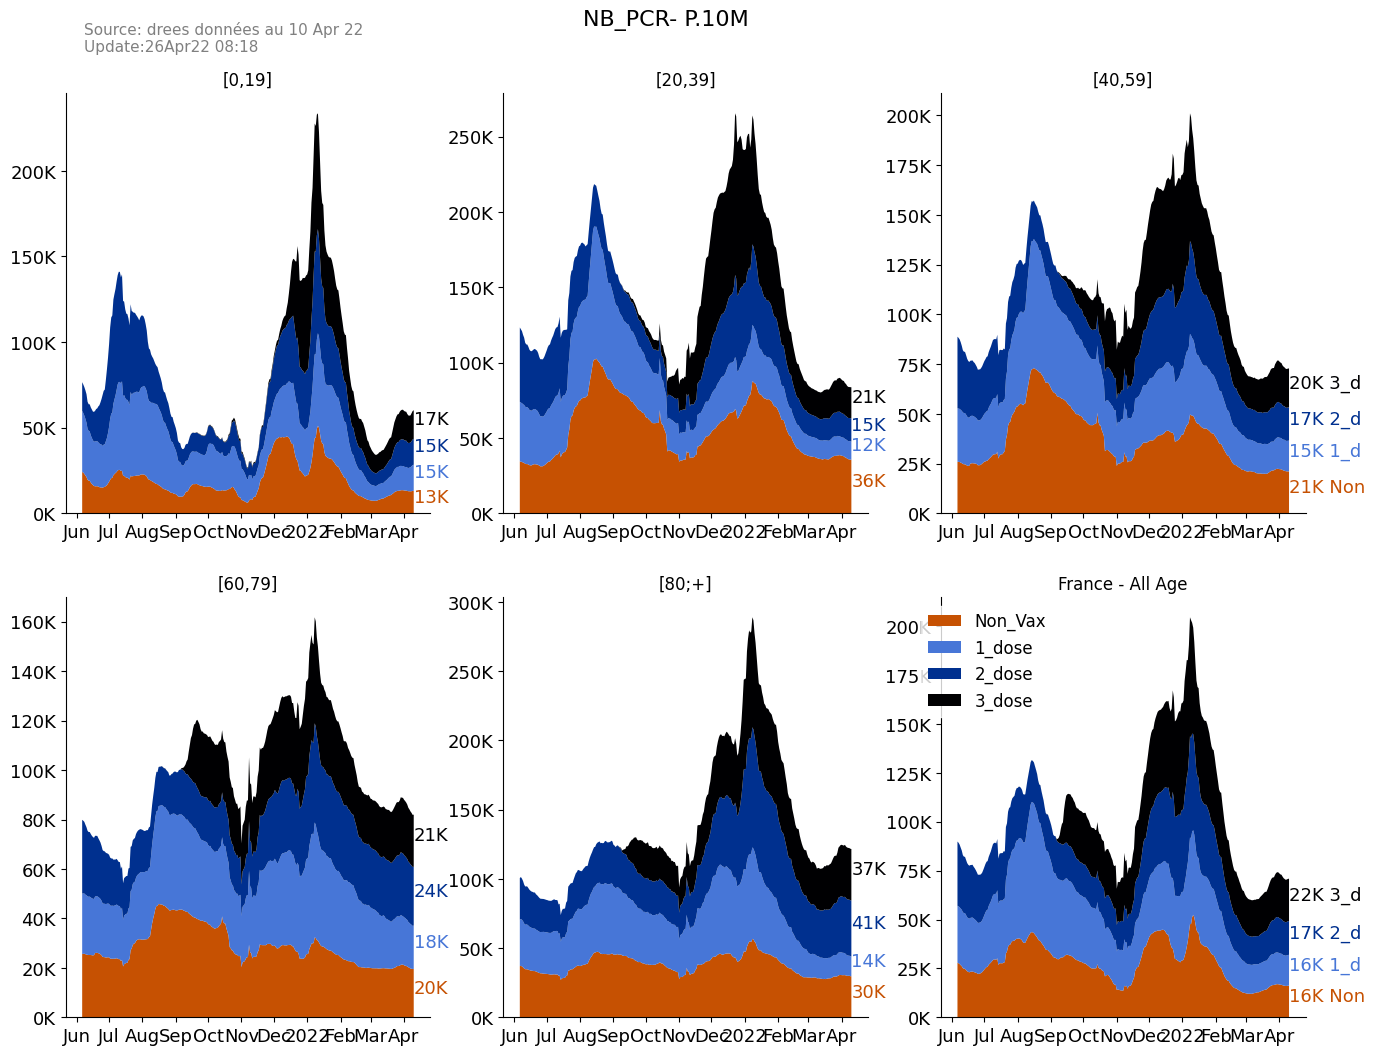 NB_PCR- P.10M
Source: drees données au 10 Apr 22
Update:26Apr22 08:18
[0,19]
200K
150K
100K
50K
0K
17K
15K
15K
13K
Jun Jul Aug Sep Oct Nov Dec 2022 Feb Mar Apr
[20,39]
250K
200K
150K
100K
50K
0K
21K
15K
12K
36K
Jun Jul Aug Sep Oct Nov Dec 2022 Feb Mar Apr
[40,59]
200K
175K
150K
125K
100K
75K
50K
25K
0K
20K 3_d
17K 2_d
15K 1_d
21K Non
Jun Jul Aug Sep Oct Nov Dec 2022 Feb Mar Apr
[60,79]
160K
140K
120K
100K
80K
60K
40K
20K
0K
21K
24K
18K
20K
Jun Jul Aug Sep Oct Nov Dec 2022 Feb Mar Apr
[80;+]
300K
250K
200K
150K
100K
50K
0K
37K
41K
14K
30K
Jun Jul Aug Sep Oct Nov Dec 2022 Feb Mar Apr
France - All Age
Non_Vax
1_dose
2_dose
3_dose
200K
175K
150K
125K
100K
75K
50K
25K
0K
22K 3_d
17K 2_d
16K 1_d
16K Non
Jun Jul Aug Sep Oct Nov Dec 2022 Feb Mar Apr